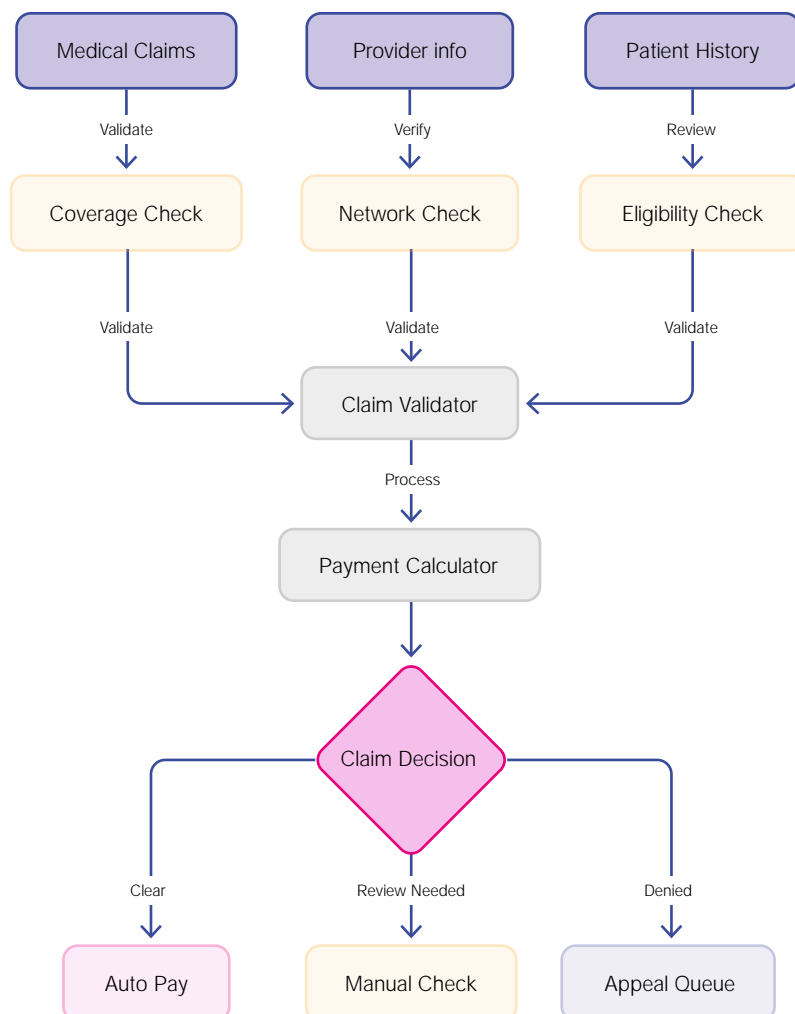 Medical Claims
Provider info
Patient History
Validate
Verify
Review
Coverage Check
Network Check
Eligibility Check
Validate
Validate
Validate
Claim Validator
Process
Payment Calculator
Claim Decision
Clear
Review Needed
Denied
Auto Pay
Manual Check
Appeal Queue